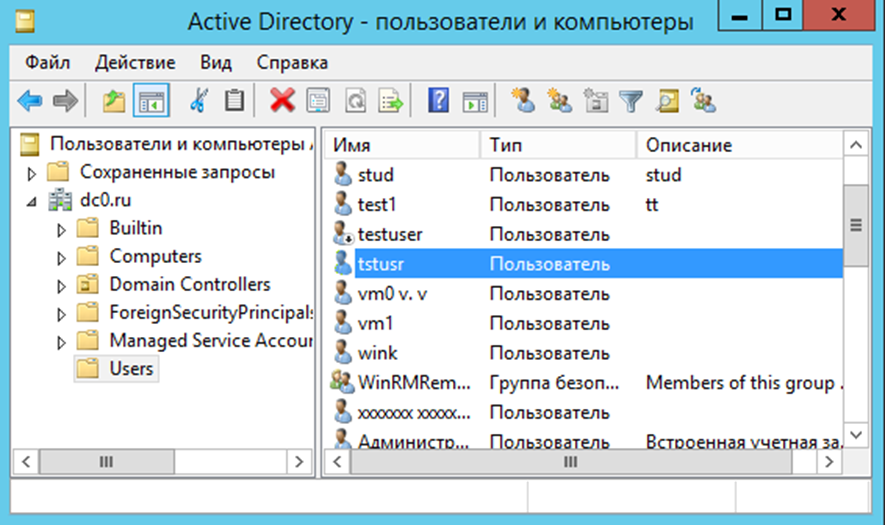 Active Directory - пользователи и компьютеры
Файл Действие Вид Справка
Пользователи и компьютеры
Сохраненные запросы
dc0.ru
Builtin
Computers
Domain Controllers
ForeignSecurityPrincipals
Managed Service Accour
Users
Имя Тип Описание
stud Пользователь stud
test1 Пользователь tt
testuser Пользователь
tstusr Пользователь
vm0 v. v Пользователь
vm1 Пользователь
wink Пользователь
WinRMRem... Группа безоп... Members of this group .
xxxxxxx xxxxx... Пользователь
Администр... Пользователь Встроенная учетная за.